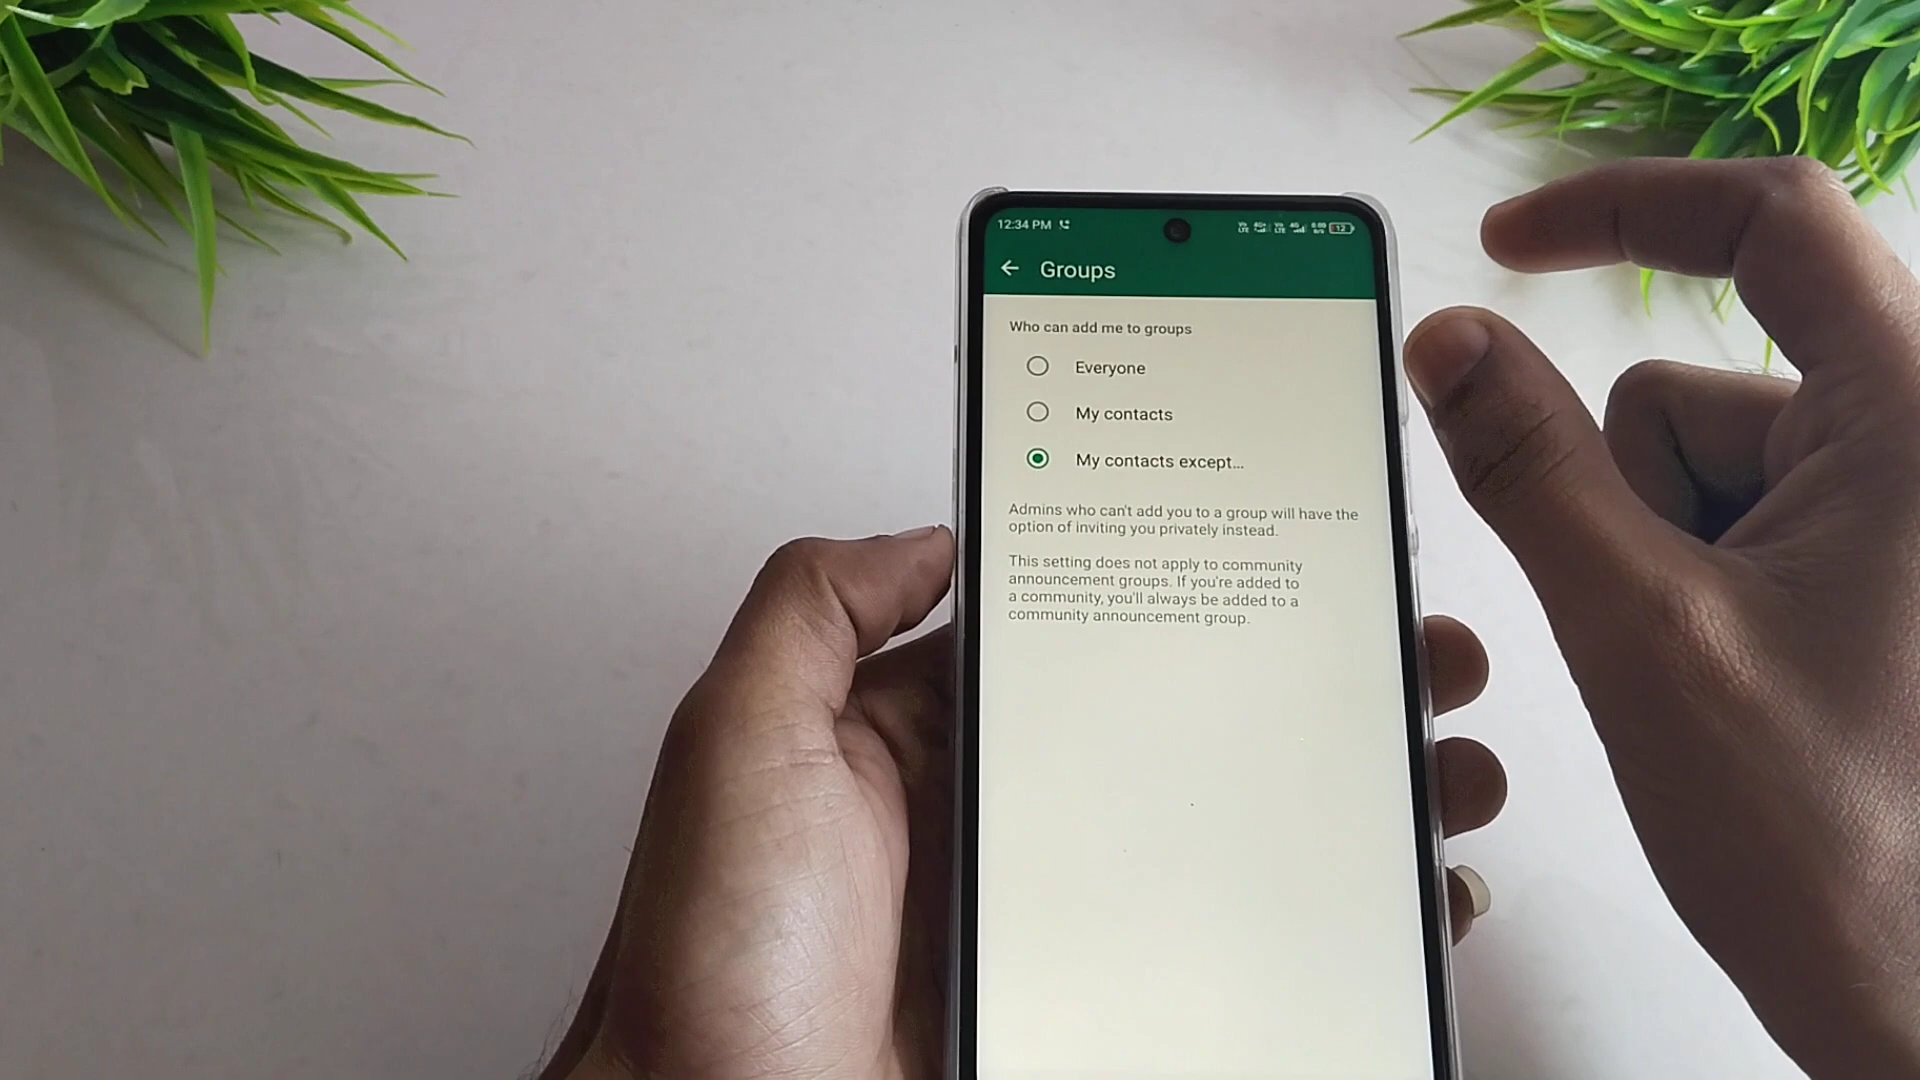 12:34 PM
12
Groups
Who can add me to groups
Everyone
My contacts
My contacts except...
Admins who can't add you to a group will have the
option of inviting you privately instead.
This setting does not apply to community
announcement groups. If you're added to
a community, you'll always be added to a
community announcement group.